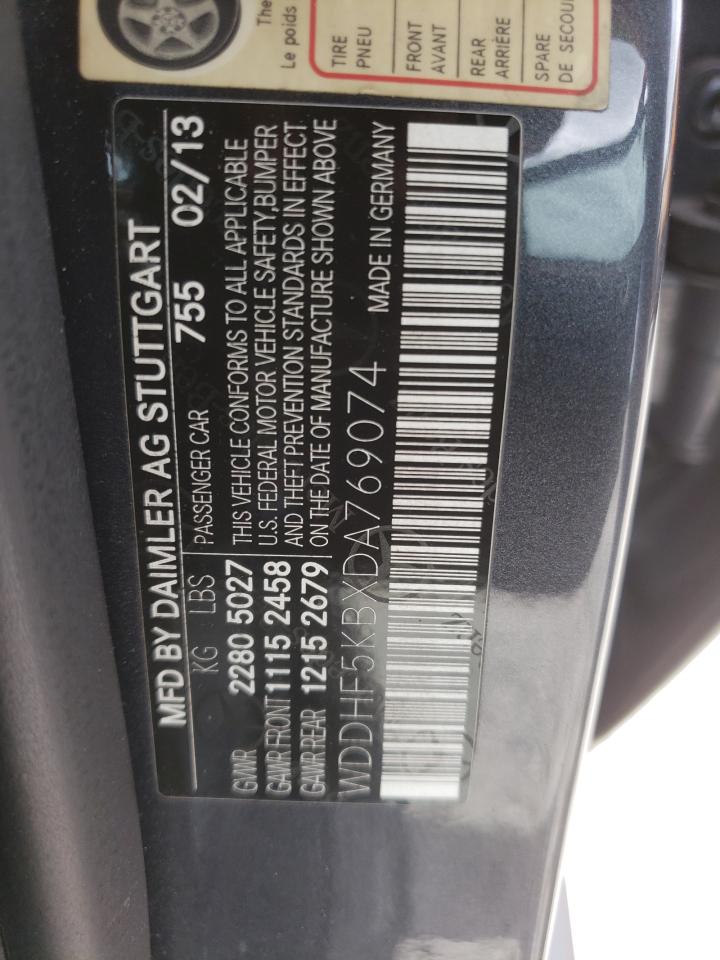 MFD BY DAIMLER AG STUTTGART
KG LBS PASSENGER CAR 755 02/13
GVWR 2280 5027 THIS VEHICLE CONFORMS TO ALL APPLICABLE
GAWR FRONT 1115 2458 U.S. FEDERAL MOTOR VEHICLE SAFETY,BUMPER
GAWR REAR 1215 2679 AND THEFT PREVENTION STANDARDS IN EFFECT
ON THE DATE OF MANUFACTURE SHOWN ABOVE
WDDHF5KBXDA769074 MADE IN GERMANY
The
Le poids
TIRE
PNEU
FRONT
AVANT
REAR
ARRIÈRE
SPARE
DE SECOU